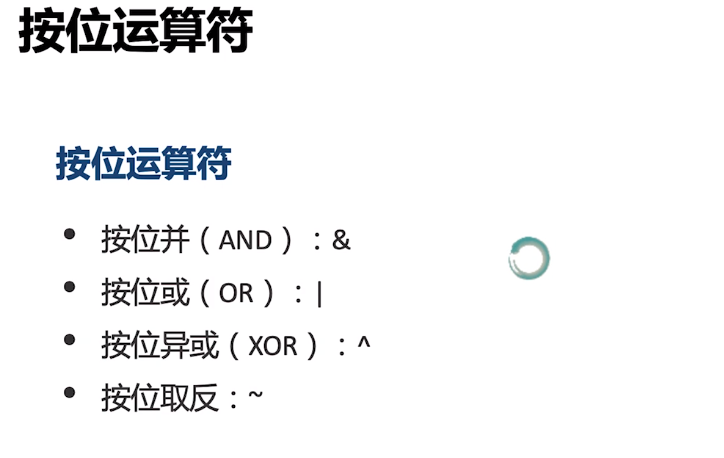 按位运算符
按位运算符
• 按位并（AND）：&
• 按位或（OR）：|
• 按位异或（XOR）：^
• 按位取反：~